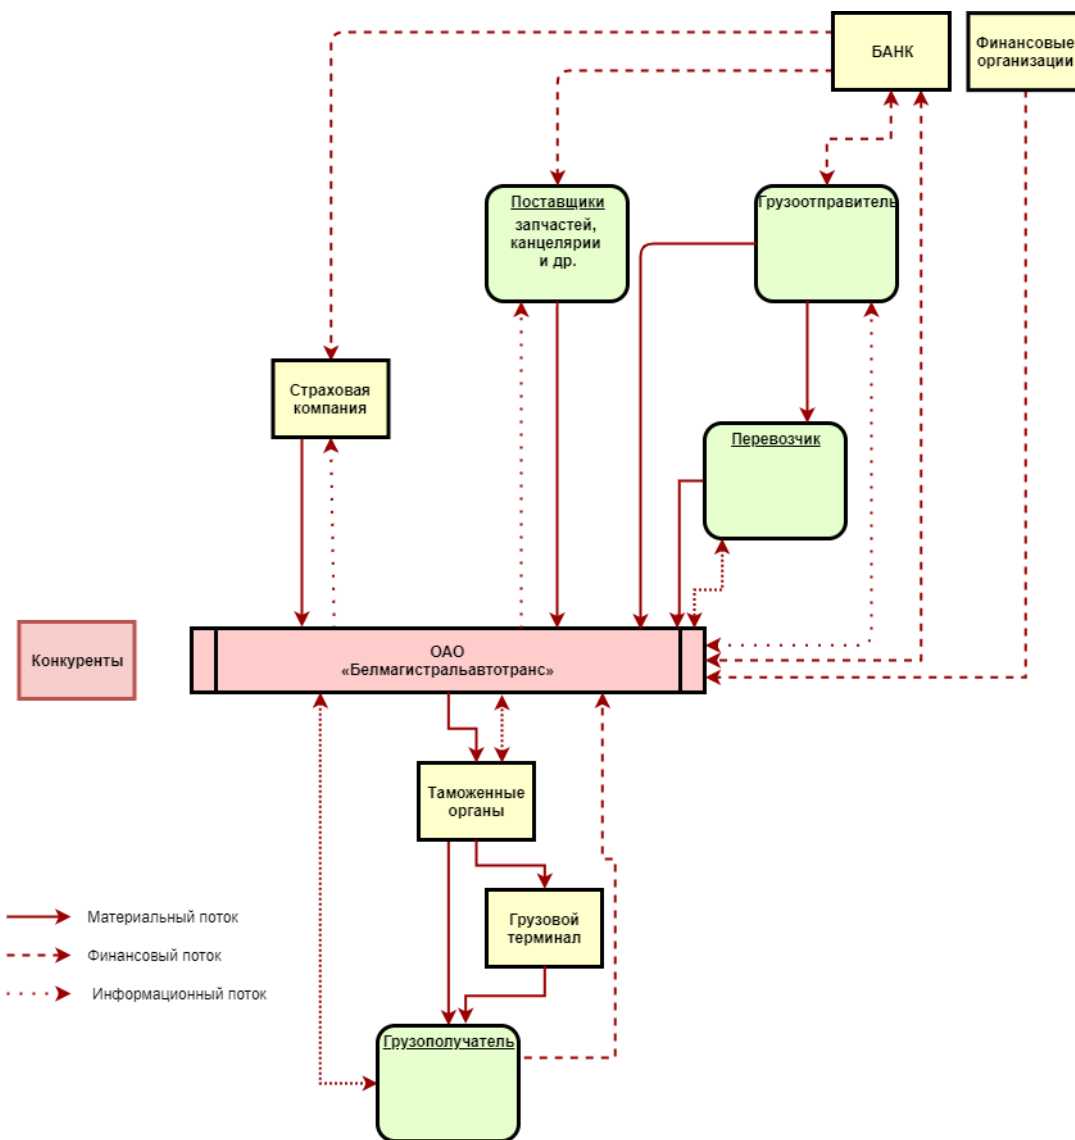 БАНК
Финансовые
организации
Поставщики
запчастей,
канцелярии
и др.
Грузоотправитель
Страховая
компания
Перевозчик
Конкуренты
ОАО
«Белмагистральавтотранс»
Таможенные
органы
Грузовой
терминал
Материальный поток
Финансовый поток
Информационный поток
Грузополучатель